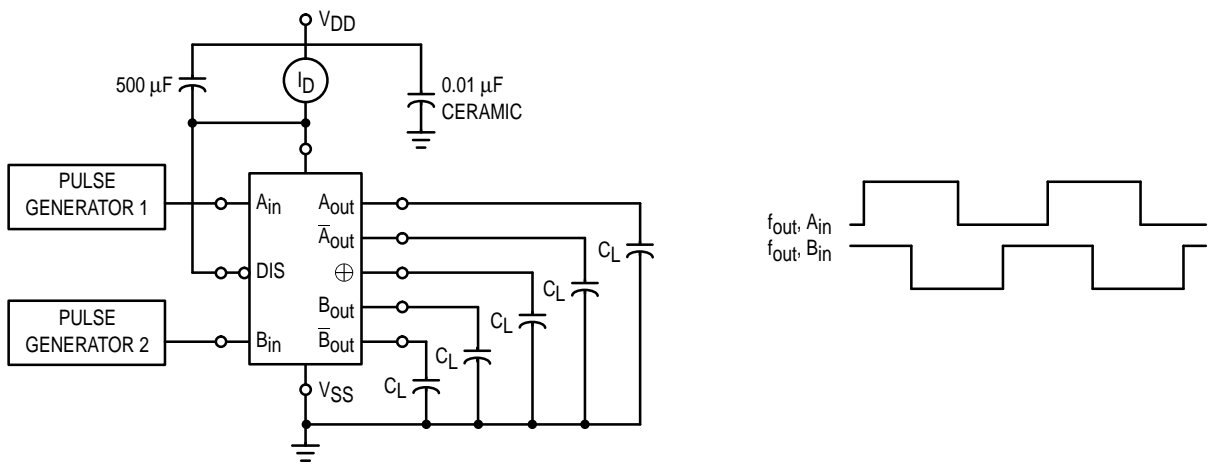 VDD
500 μF
ID
0.01 μF
CERAMIC
PULSE
GENERATOR 1
Ain
Aout
A̅out
DIS
⊕
PULSE
GENERATOR 2
Bin
Bout
B̅out
VSS
CL
CL
CL
CL
CL
fout, Ain
fout, Bin